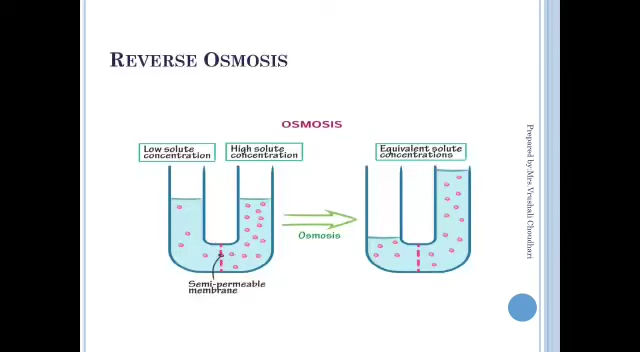 REVERSE OSMOSIS
OSMOSIS
Low solute
concentration
High solute
concentration
Equivalent solute
concentrations
Osmosis
Semi-permeable
membrane
Prepared by:Mrs.Vrushali Choudhari